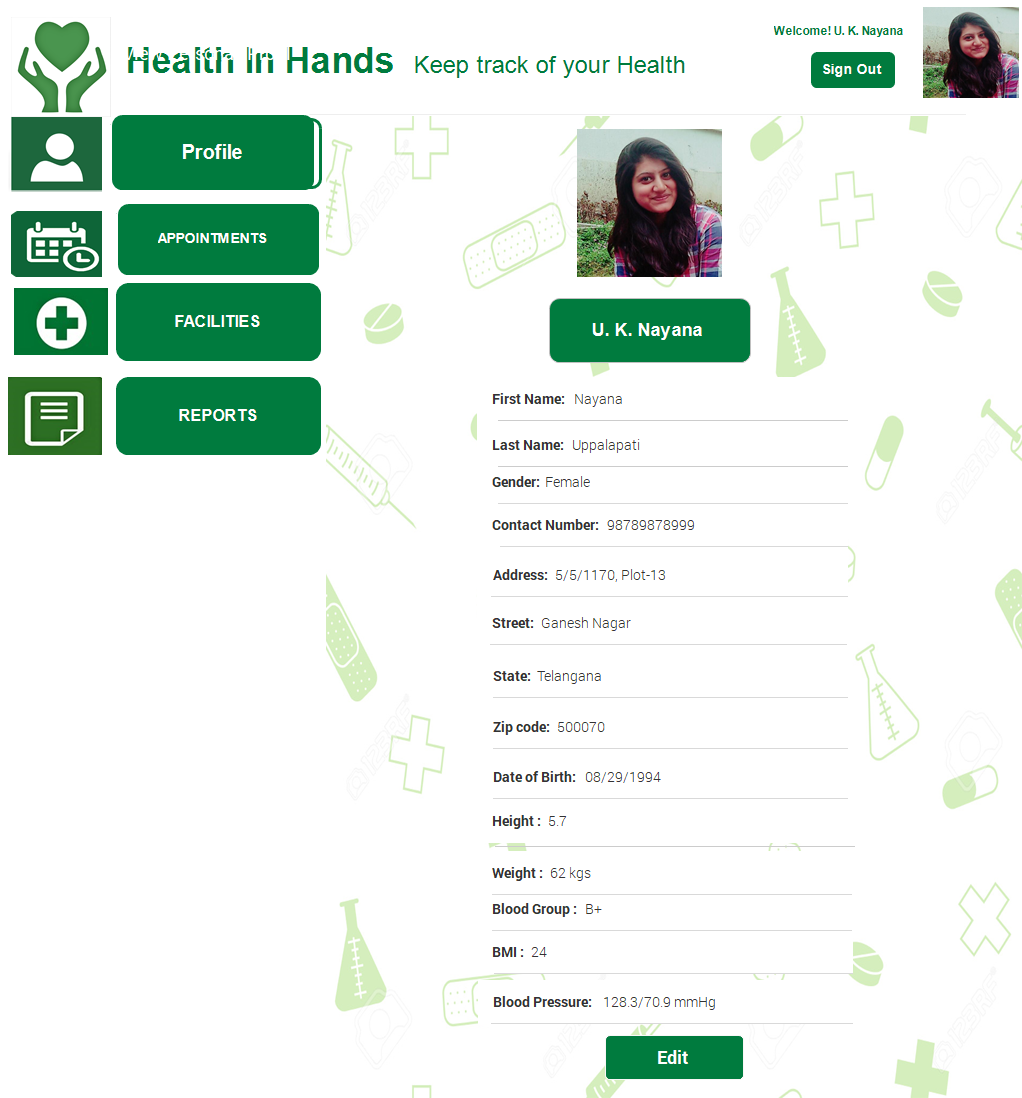 Health in Hands Keep track of your Health
Welcome! U. K. Nayana
Sign Out
Profile
APPOINTMENTS
FACILITIES
REPORTS
U. K. Nayana
First Name: Nayana
Last Name: Uppalapati
Gender: Female
Contact Number: 98789878999
Address: 5/5/1170, Plot-13
Street: Ganesh Nagar
State: Telangana
Zip code: 500070
Date of Birth: 08/29/1994
Height : 5.7
Weight : 62 kgs
Blood Group : B+
BMI : 24
Blood Pressure: 128.3/70.9 mmHg
Edit